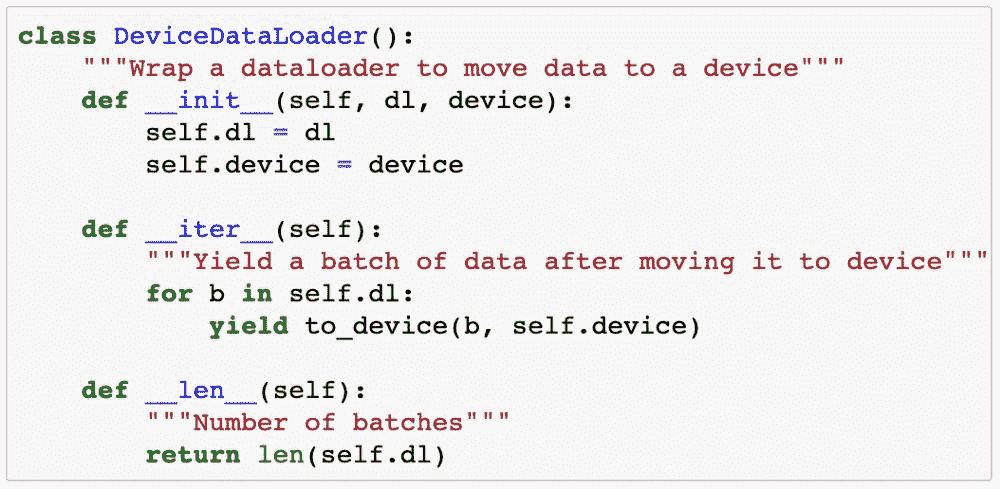 class DeviceDataLoader():
    """Wrap a dataloader to move data to a device"""
    def __init__(self, dl, device):
        self.dl = dl
        self.device = device
    def __iter__(self):
        """Yield a batch of data after moving it to device"""
        for b in self.dl:
            yield to_device(b, self.device)
    def __len__(self):
        """Number of batches"""
        return len(self.dl)